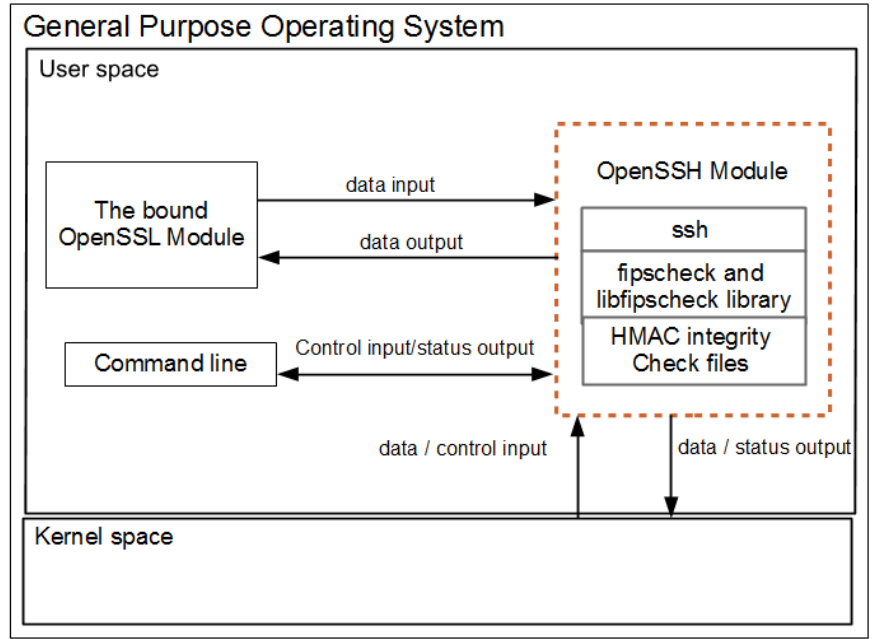 General Purpose Operating System
User space
The bound
OpenSSL Module
data input
data output
OpenSSH Module
ssh
fipscheck and
libfipscheck library
HMAC integrity
Check files
Command line
Control input/status output
data / control input
data / status output
Kernel space